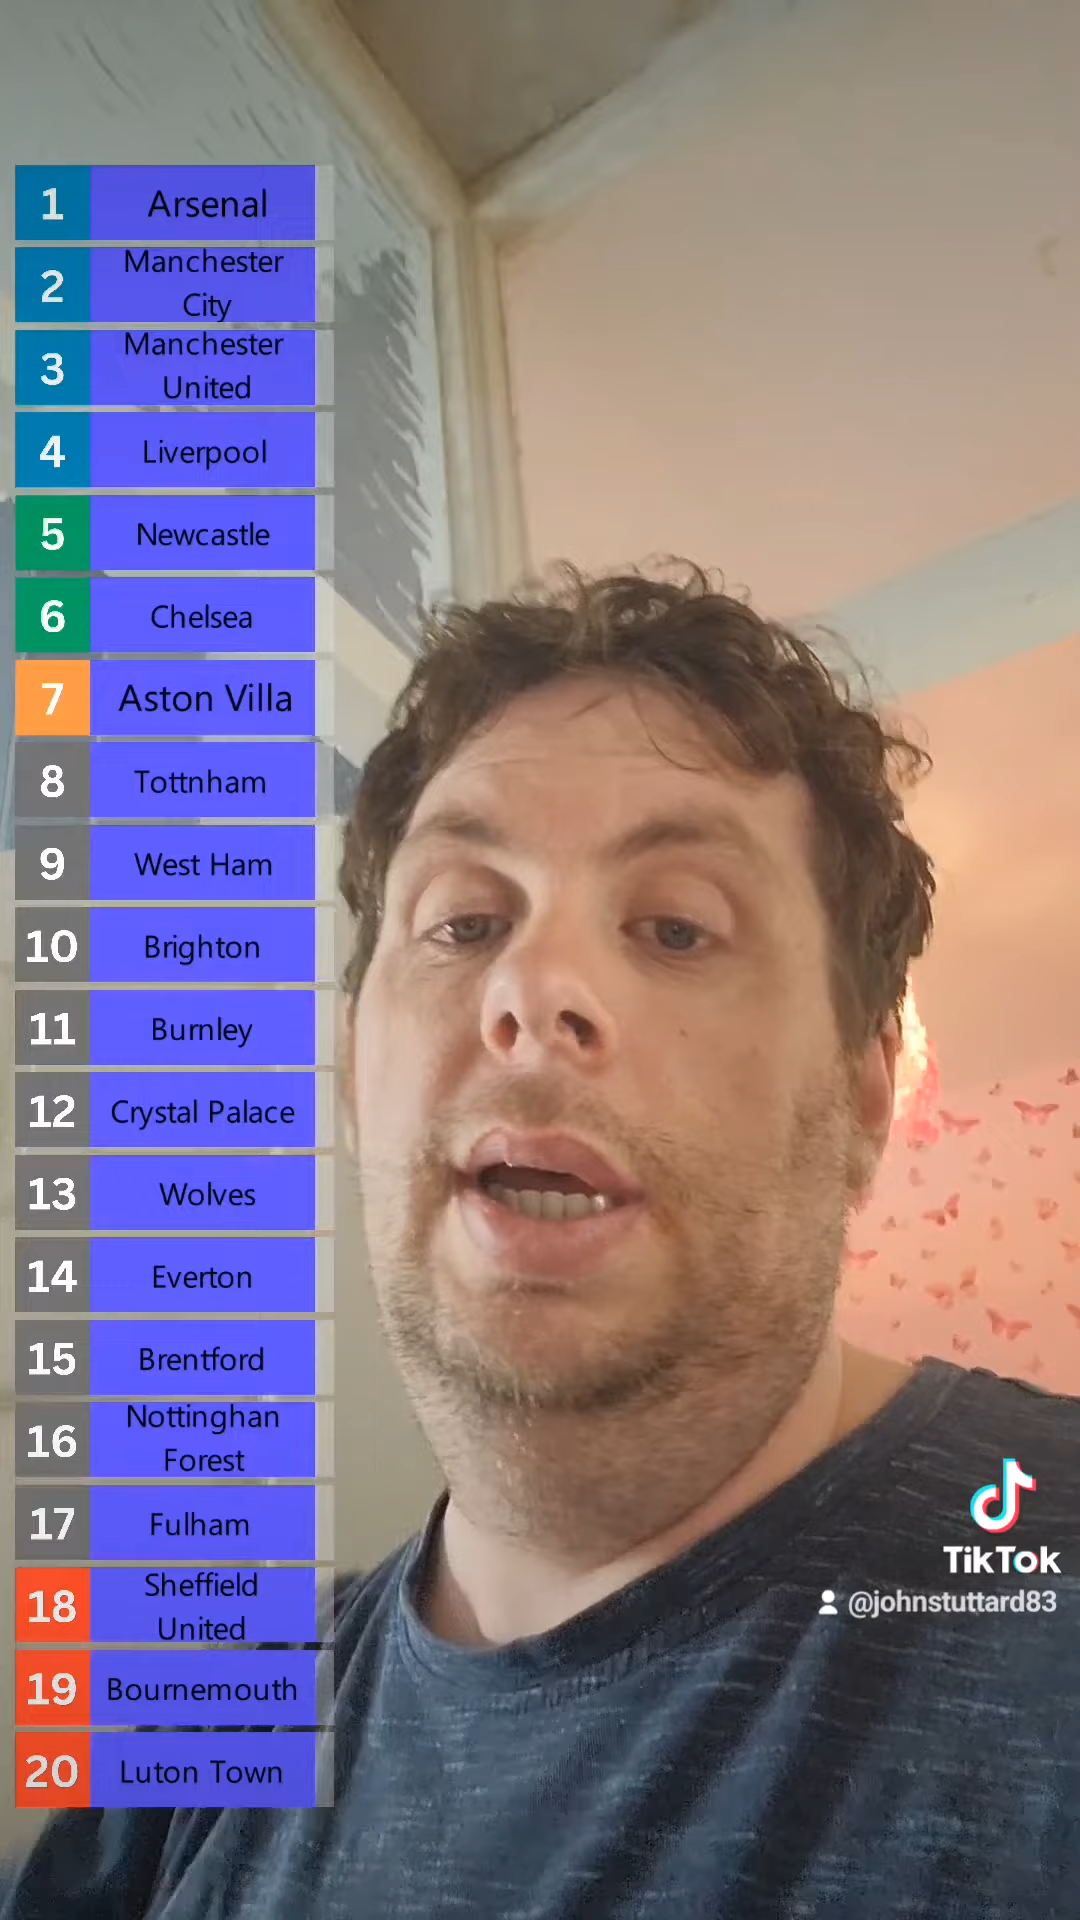 1 Arsenal
2 Manchester
City
3 Manchester
United
4 Liverpool
5 Newcastle
6 Chelsea
7 Aston Villa
8 Tottnham
9 West Ham
10 Brighton
11 Burnley
12 Crystal Palace
13 Wolves
14 Everton
15 Brentford
16 Nottinghan
Forest
17 Fulham
18 Sheffield
United
19 Bournemouth
20 Luton Town
TikTok
@johnstuttard83